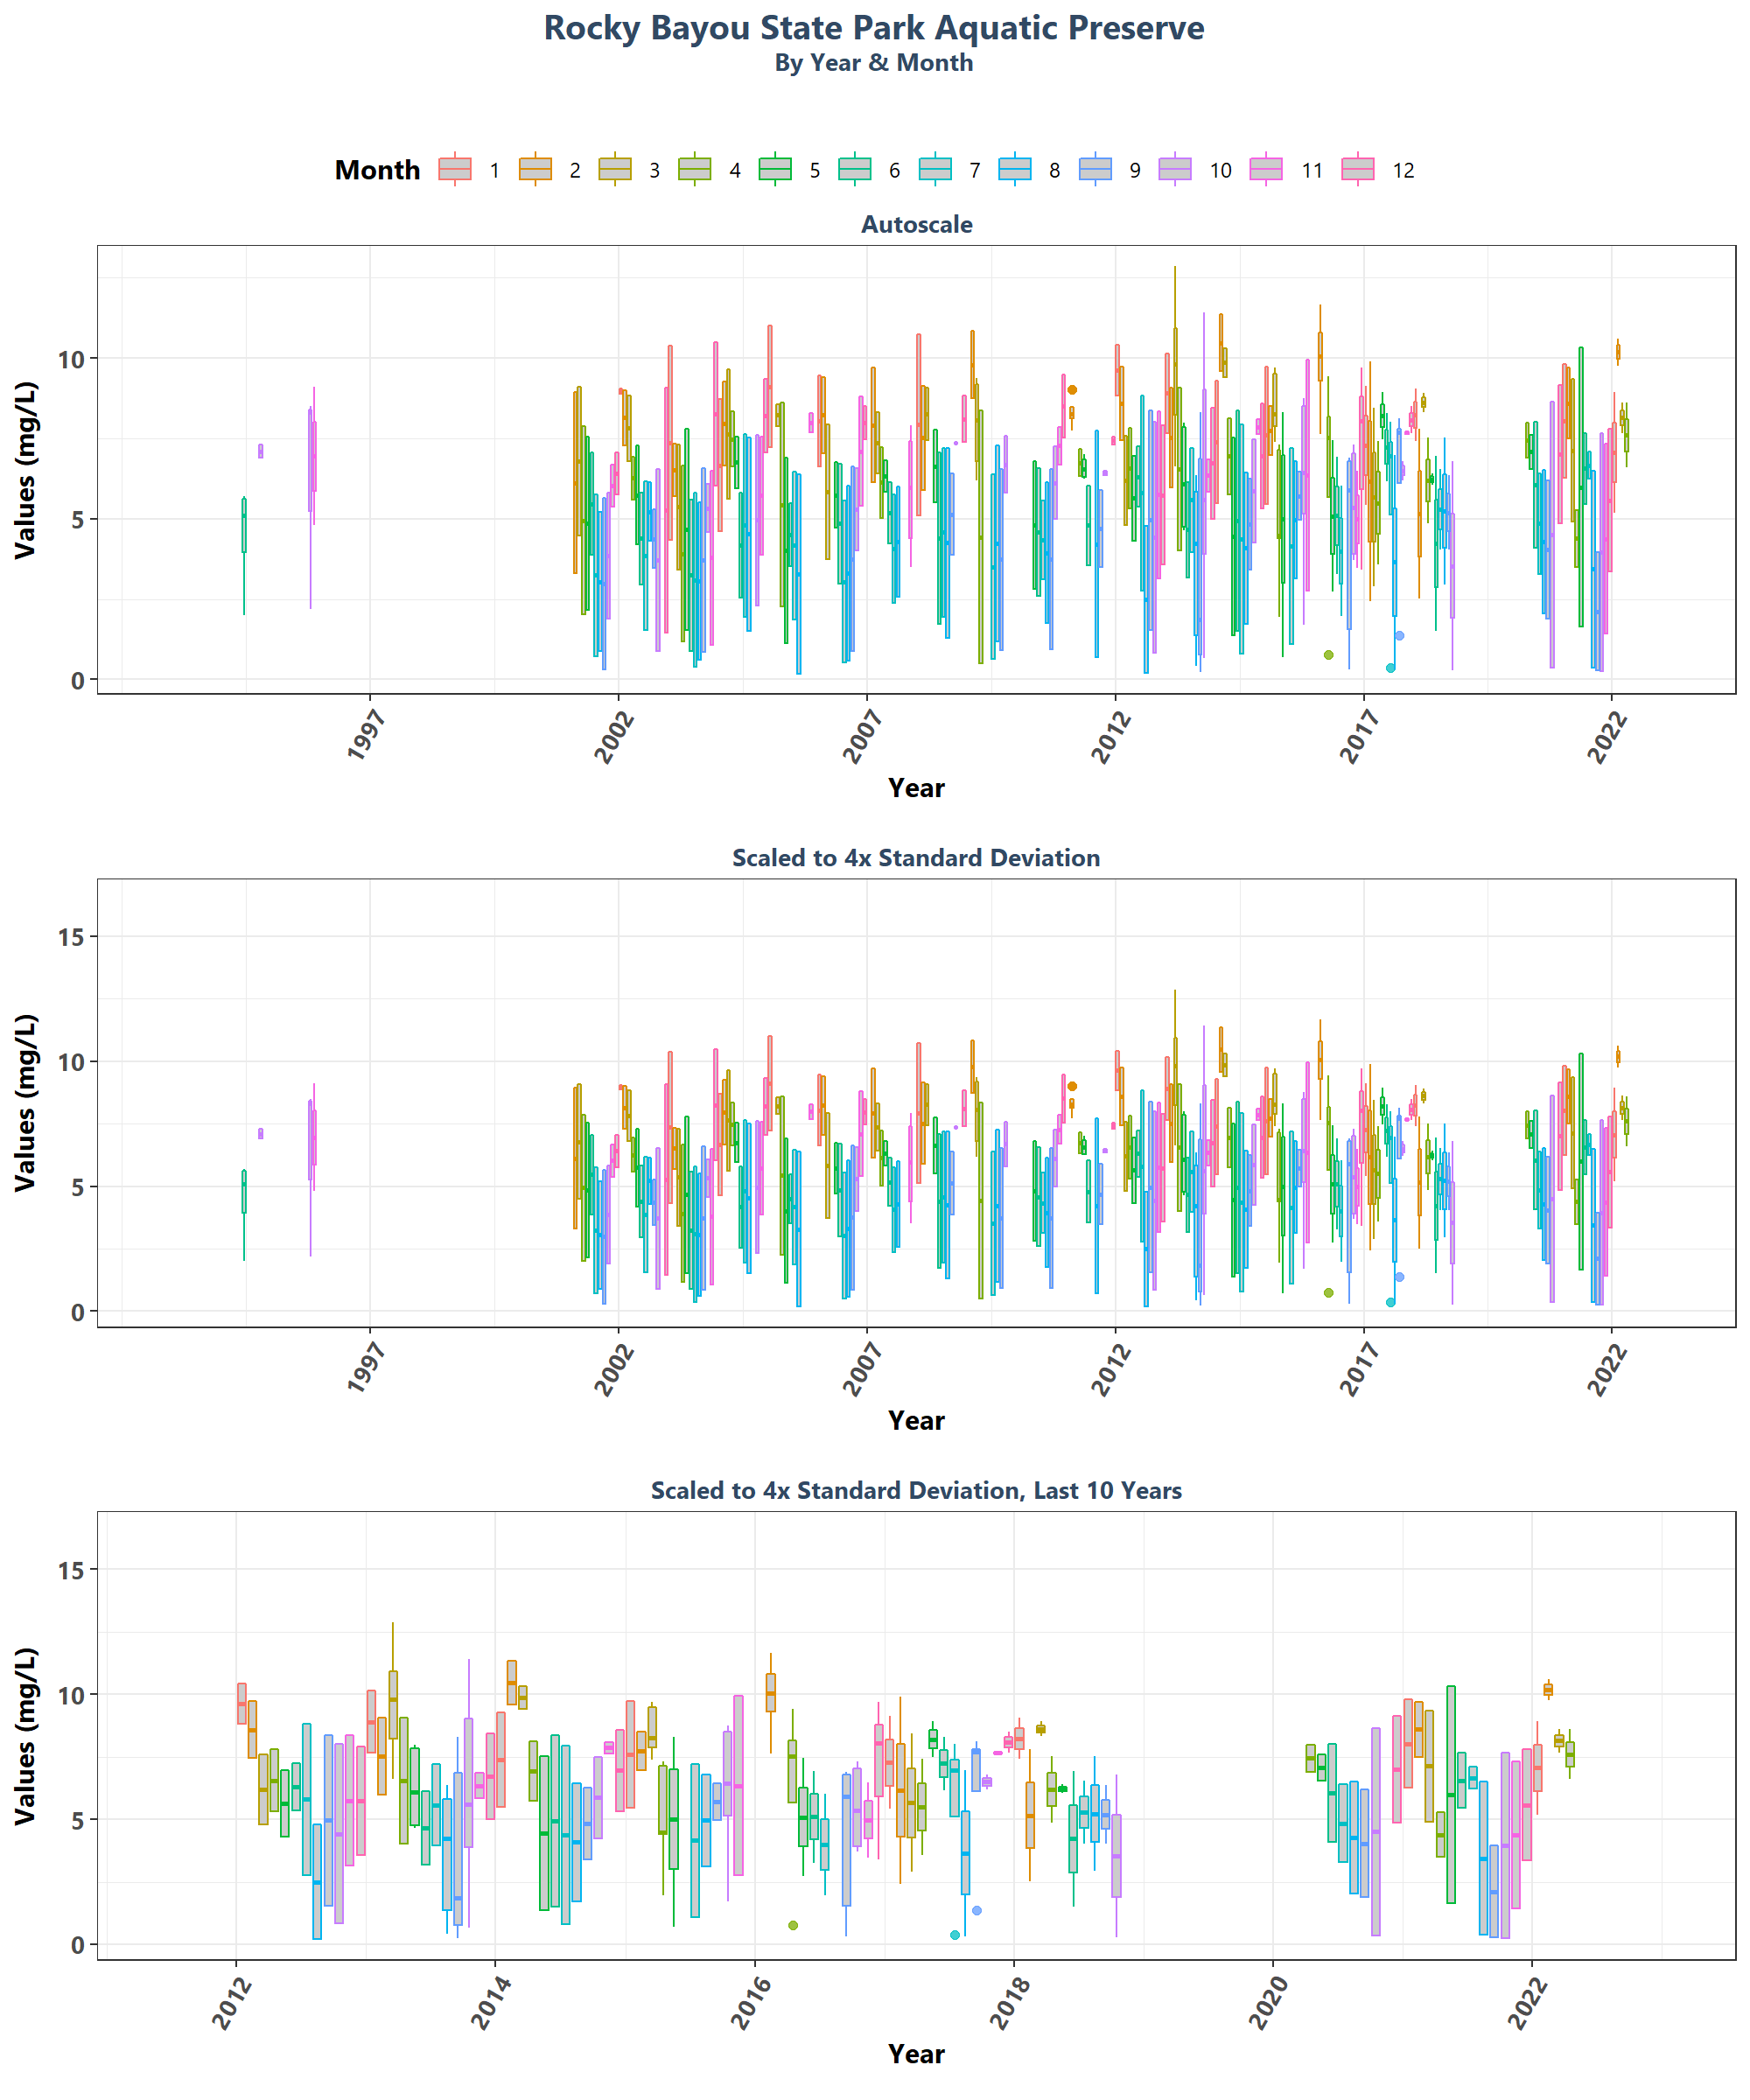 Rocky Bayou State Park Aquatic Preserve
By Year & Month
Month 1 2 3 4 5 6 7 8 9 10 11 12
Autoscale
Values (mg/L)
10
5
0
1997 2002 2007 2012 2017 2022
Year
Scaled to 4x Standard Deviation
Values (mg/L)
15
10
5
0
1997 2002 2007 2012 2017 2022
Year
Scaled to 4x Standard Deviation, Last 10 Years
Values (mg/L)
15
10
5
0
2012 2014 2016 2018 2020 2022
Year